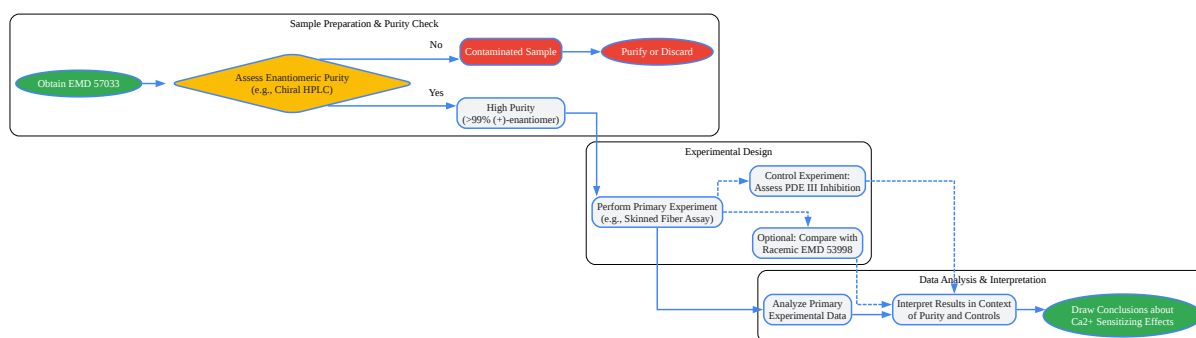 Sample Preparation & Purity Check
Obtain EMD 57033
Assess Enantiomeric Purity
(e.g., Chiral HPLC)
No
Contaminated Sample
Purify or Discard
Yes
High Purity
(>99% (+)-enantiomer)
Experimental Design
Perform Primary Experiment
(e.g., Skinned Fiber Assay)
Control Experiment:
Assess PDE III Inhibition
Optional: Compare with
Racemic EMD 53998
Data Analysis & Interpretation
Analyze Primary
Experimental Data
Interpret Results in Context
of Purity and Controls
Draw Conclusions about
Ca2+ Sensitizing Effects